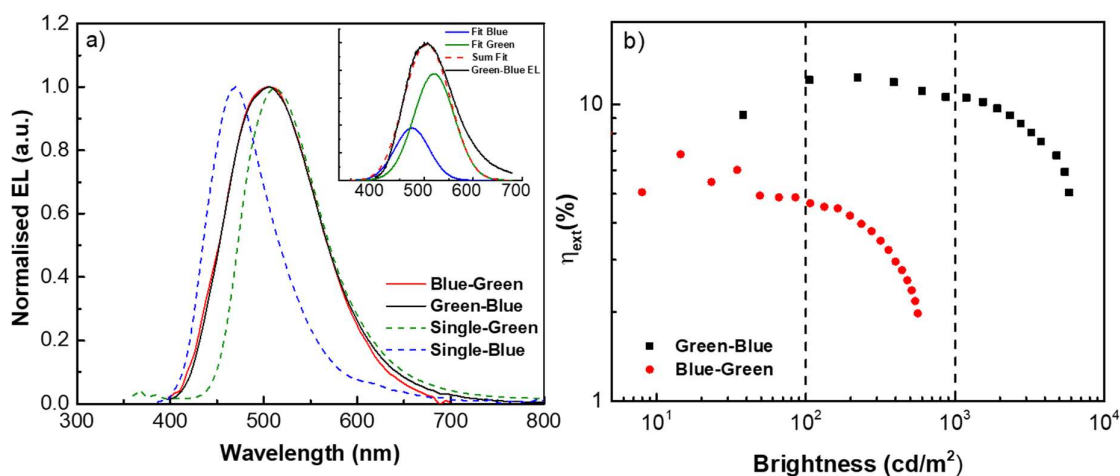 a)
Normalised EL (a.u.)
1.2
1.0
0.8
0.6
0.4
0.2
0.0
300 400 500 600 700 800
Wavelength (nm)
Fit Blue
Fit Green
Sum Fit
Green-Blue EL
400 500 600 700
Blue-Green
Green-Blue
Single-Green
Single-Blue
b)
ηext(%)
10
1
10¹ 10² 10³ 10⁴
Brightness (cd/m²)
Green-Blue
Blue-Green